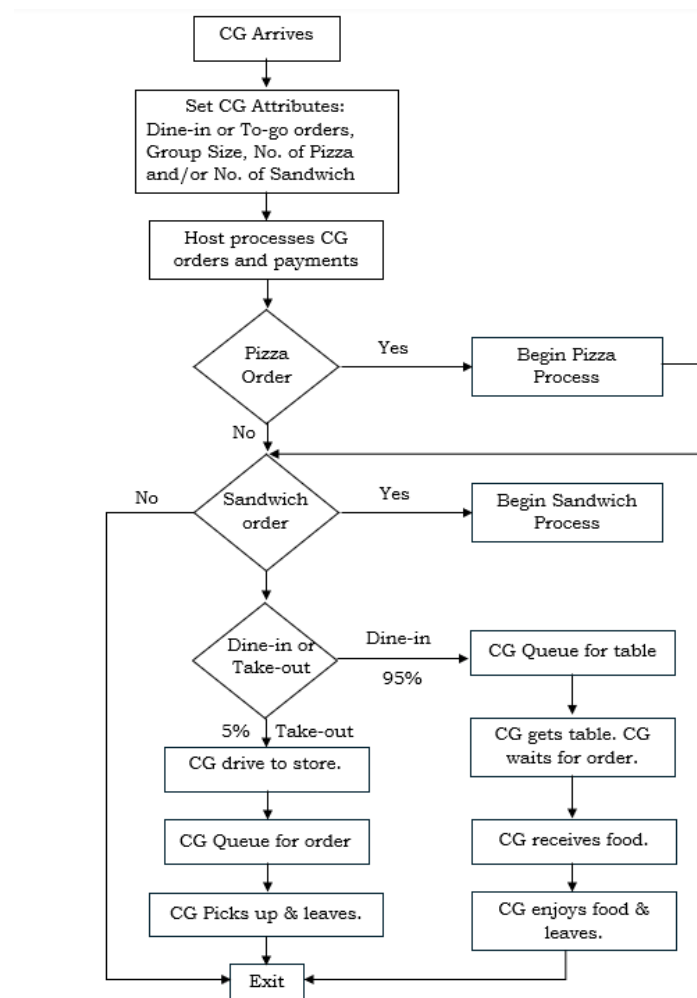 CG Arrives
Set CG Attributes:
Dine-in or To-go orders,
Group Size, No. of Pizza
and/or No. of Sandwich
Host processes CG
orders and payments
Pizza
Order
Yes
Begin Pizza
Process
No
Sandwich
order
No
Yes
Begin Sandwich
Process
Dine-in or
Take-out
Dine-in
95%
CG Queue for table
5% Take-out
CG gets table. CG
waits for order.
CG drive to store.
CG Queue for order
CG receives food.
CG Picks up & leaves.
CG enjoys food &
leaves.
Exit